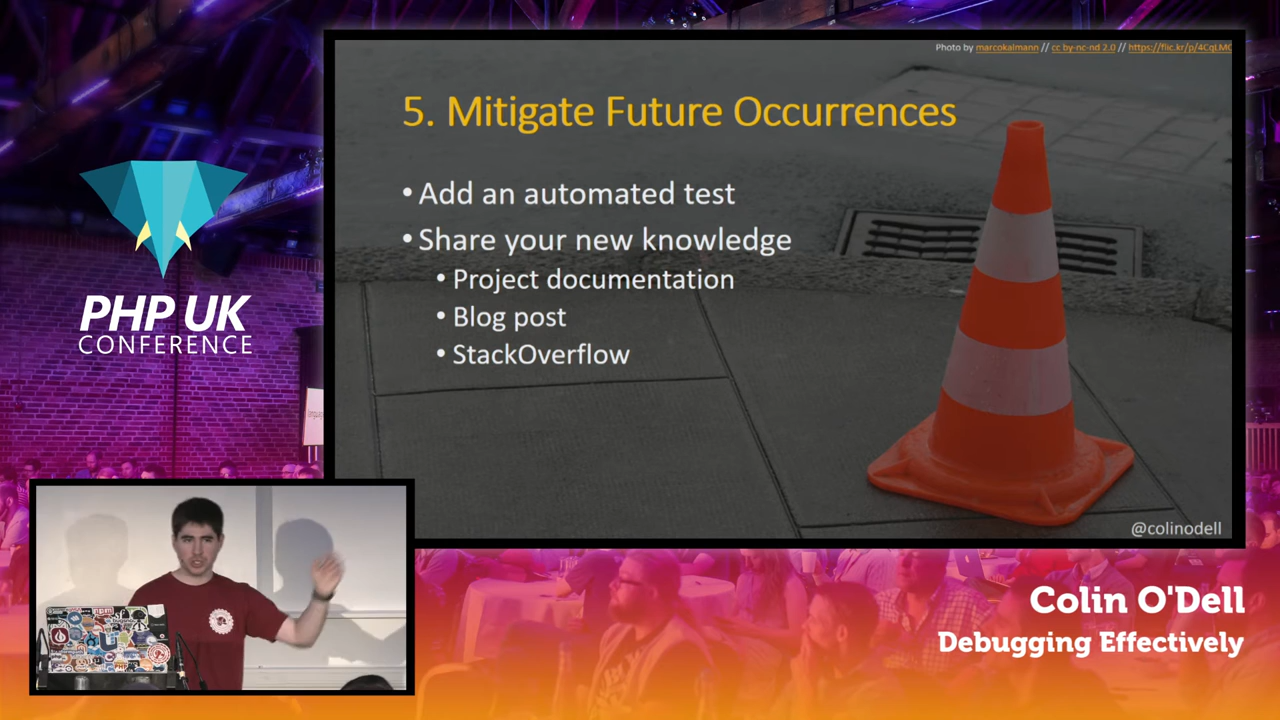 Photo by marcokalmann // cc by-nc-nd 2.0 // https://flic.kr/p/4CqLMC
5. Mitigate Future Occurrences
• Add an automated test
• Share your new knowledge
• Project documentation
• Blog post
• StackOverflow
@colinodell
PHP UK
CONFERENCE
Colin O'Dell
Debugging Effectively